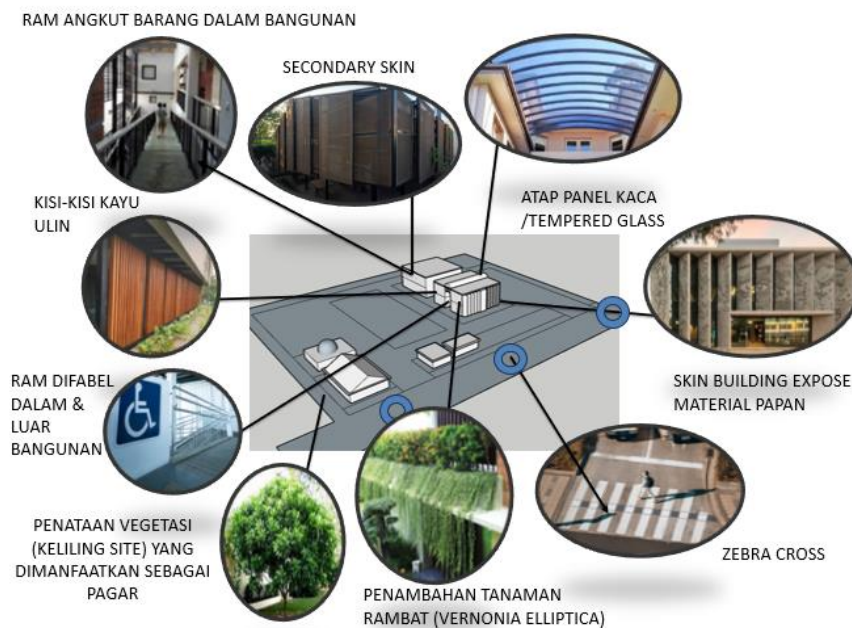 RAM ANGKUT BARANG DALAM BANGUNAN
SECONDARY SKIN
KISI-KISI KAYU
ULIN
ATAP PANEL KACA
/TEMPERED GLASS
RAM DIFABEL
DALAM &
LUAR
BANGUNAN
SKIN BUILDING EXPOSE
MATERIAL PAPAN
PENATAAN VEGETASI
(KELILING SITE) YANG
DIMANFAATKAN SEBAGAI
PAGAR
PENAMBAHAN TANAMAN
RAMBAT (VERNONIA ELLIPTICA)
ZEBRA CROSS